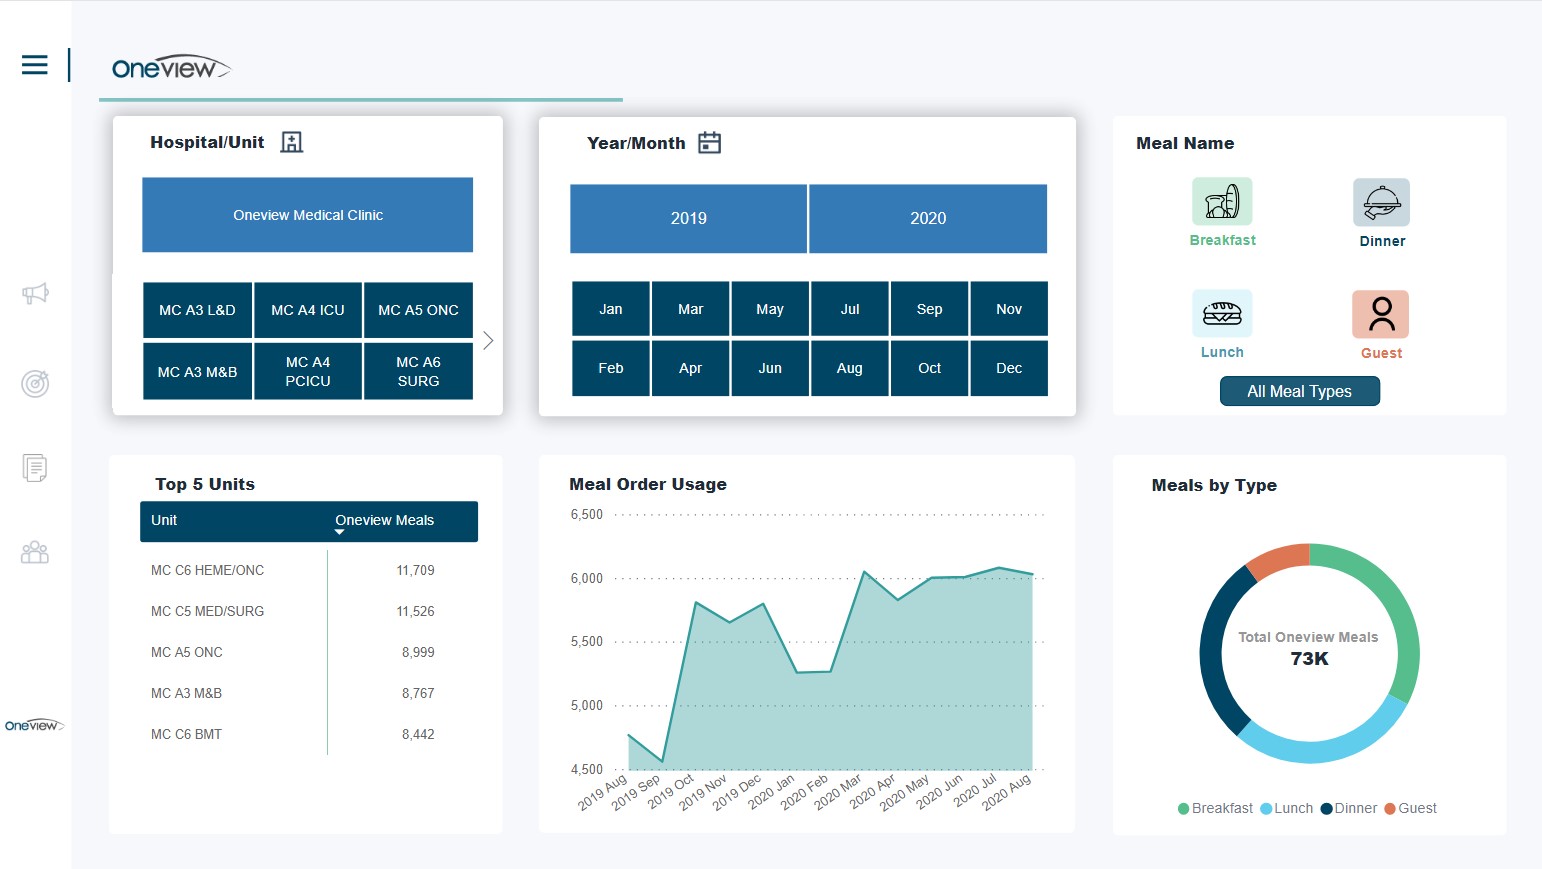 Oneview
Hospital/Unit
Oneview Medical Clinic
MC A3 L&D
MC A4 ICU
MC A5 ONC
MC A3 M&B
MC A4
PCICU
MC A6
SURG
Year/Month
2019
2020
Jan
Mar
May
Jul
Sep
Nov
Feb
Apr
Jun
Aug
Oct
Dec
Meal Name
Breakfast
Dinner
Lunch
Guest
All Meal Types
Top 5 Units
Unit
Oneview Meals
MC C6 HEME/ONC
11,709
MC C5 MED/SURG
11,526
MC A5 ONC
8,999
MC A3 M&B
8,767
MC C6 BMT
8,442
Meal Order Usage
6,500
6,000
5,500
5,000
4,500
2019 Aug
2019 Sep
2019 Oct
2019 Nov
2019 Dec
2020 Jan
2020 Feb
2020 Mar
2020 Apr
2020 May
2020 Jun
2020 Jul
2020 Aug
Meals by Type
Total Oneview Meals
73K
Breakfast
Lunch
Dinner
Guest
Oneview